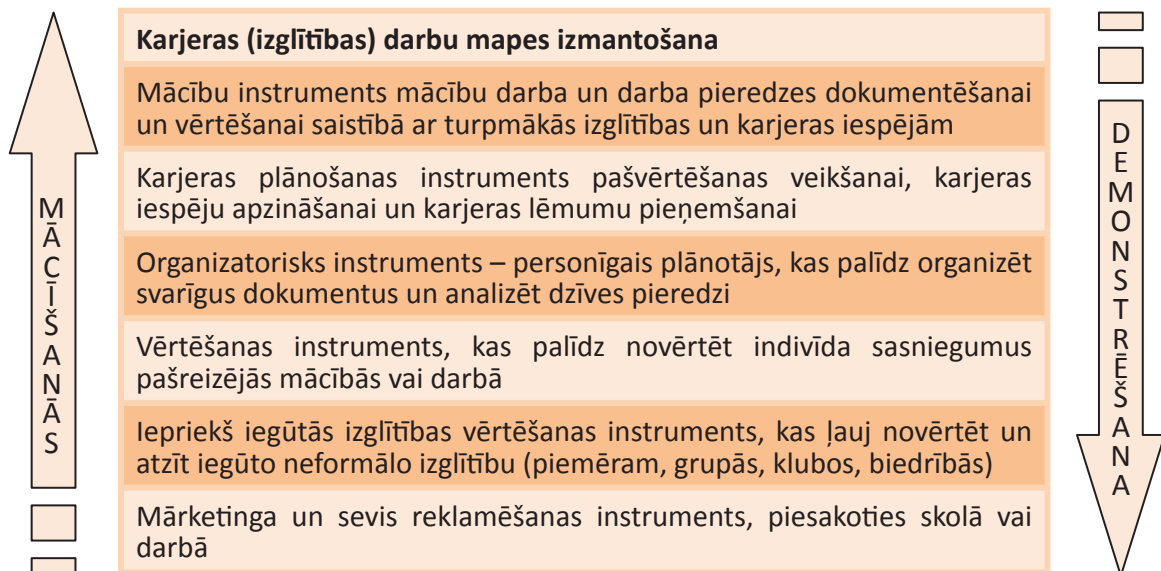 Karjeras (izglītības) darbu mapes izmantošana
Mācību instruments mācību darba un darba pieredzes dokumentēšanai
un vērtēšanai saistībā ar turpmākās izglītības un karjeras iespējām
Karjeras plānošanas instruments pašvērtēšanas veikšanai, karjeras
iespēju apzināšanai un karjeras lēmumu pieņemšanai
Organizatorisks instruments – personīgais plānotājs, kas palīdz organizēt
svarīgus dokumentus un analizēt dzīves pieredzi
Vērtēšanas instruments, kas palīdz novērtēt indivīda sasniegumus
pašreizējās mācībās vai darbā
Iepriekš iegūtās izglītības vērtēšanas instruments, kas ļauj novērtēt un
atzīt iegūto neformālo izglītību (piemēram, grupās, klubos, biedrībās)
Mārketinga un sevis reklamēšanas instruments, piesakoties skolā vai
darbā
MĀCĪŠANĀS
DEMONSTRĒŠANA